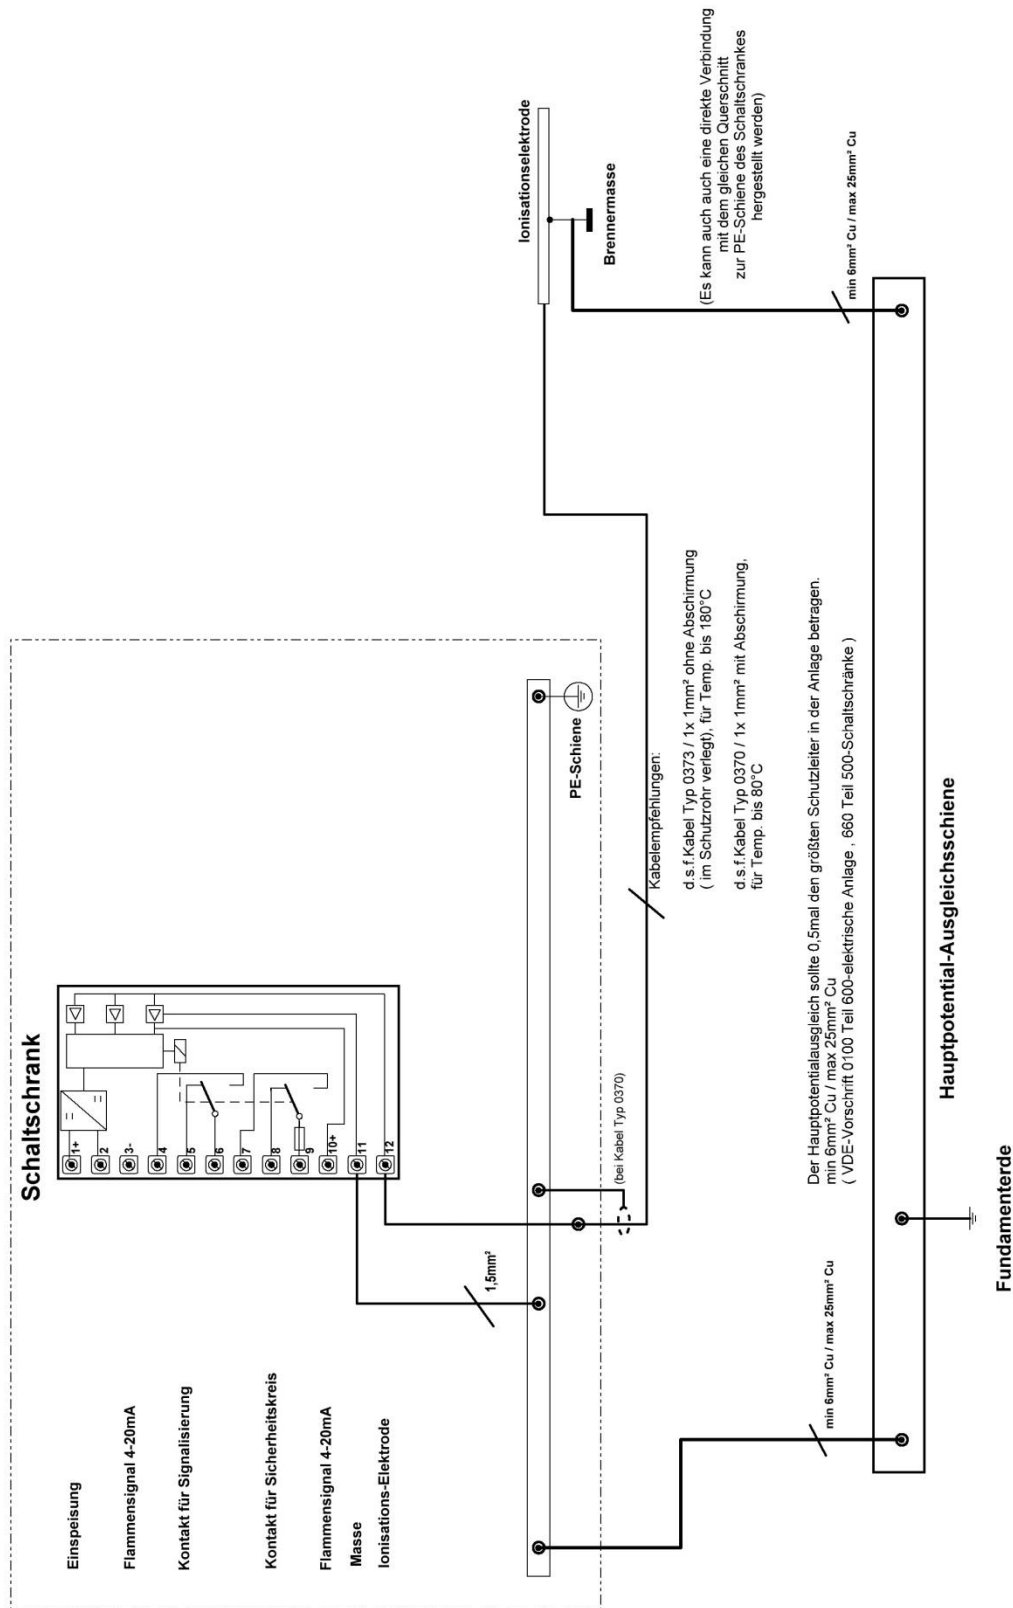 Schaltschrank
Einspeisung
Flammensignal 4-20mA
Kontakt für Signalisierung
Kontakt für Sicherheitskreis
Flammensignal 4-20mA
Masse
Ionisations-Elektrode
1+
2
3-
4
5
6
7
8
9
10+
11
12
1,5mm²
(bei Kabel Typ 0370)
PE-Schiene
Ionisationselektrode
Brennermasse
Kabelempfehlungen:
d.s.f.Kabel Typ 0373 / 1x 1mm² ohne Abschirmung
( im Schutzrohr verlegt), für Temp. bis 180°C
d.s.f.Kabel Typ 0370 / 1x 1mm² mit Abschirmung,
für Temp. bis 80°C
(Es kann auch auch eine direkte Verbindung
mit dem gleichen Querschnitt
zur PE-Schiene des Schaltschrankes
hergestellt werden)
Der Hauptpotentialausgleich sollte 0,5mal den größten Schutzleiter in der Anlage betragen.
min 6mm² Cu / max 25mm² Cu
( VDE-Vorschrift 0100 Teil 600-elektrische Anlage , 660 Teil 500-Schaltschränke )
min 6mm² Cu / max 25mm² Cu
min 6mm² Cu / max 25mm² Cu
Hauptpotential-Ausgleichsschiene
Fundamenterde